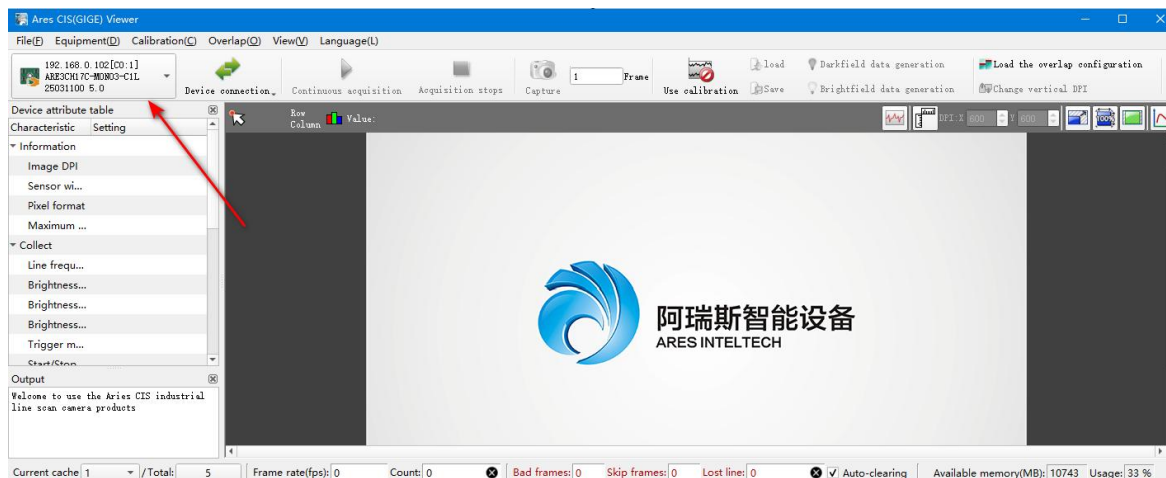 Ares CIS(GIGE) Viewer
File(F) Equipment(D) Calibration(C) Overlap(O) View(V) Language(L)
192.168.0.102[C0:1]
ARE3CH17C-MONO3-C1L
25031100 5.0
Device connection
Continuous acquisition
Acquisition stops
Capture
1 Frame
Use calibration
load
Save
Darkfield data generation
Brightfield data generation
Load the overlap configuration
Change vertical DPI
Device attribute table
Characteristic Setting
Information
Image DPI
Sensor wi...
Pixel format
Maximum ...
Collect
Line frequ...
Brightness...
Brightness...
Brightness...
Trigger m...
Start/Stop
Row
Column
Value:
DPI:X 600 Y 600
100%
阿瑞斯智能设备
ARES INTELTECH
Output
Welcome to use the Aries CIS industrial
line scan camera products
Current cache 1 /Total: 5 Frame rate(fps): 0 Count: 0 Bad frames: 0 Skip frames: 0 Lost line: 0 Auto-clearing Available memory(MB): 10743 Usage: 33 %